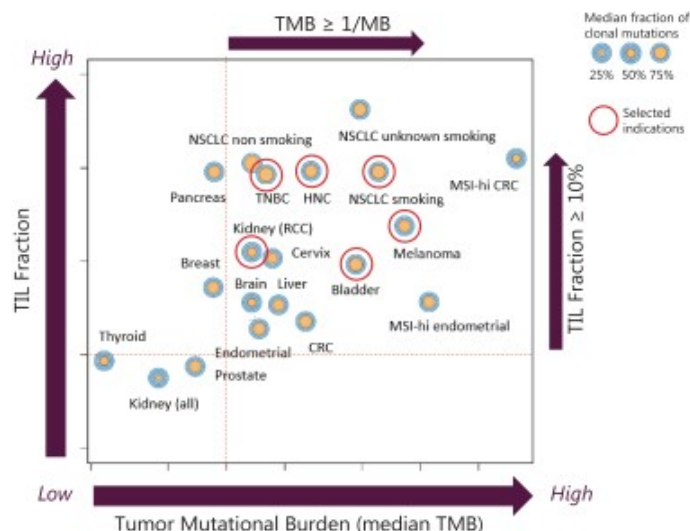 TMB ≥ 1/MB
Median fraction of
clonal mutations
25% 50% 75%
Selected
indications
High
NSCLC non smoking
NSCLC unknown smoking
Pancreas
TNBC
HNC
NSCLC smoking
MSI-hi CRC
Kidney (RCC)
Cervix
Melanoma
Breast
Brain
Liver
Bladder
MSI-hi endometrial
Thyroid
Endometrial
CRC
Prostate
Kidney (all)
TIL Fraction
TIL Fraction ≥ 10%
Low
High
Tumor Mutational Burden (median TMB)